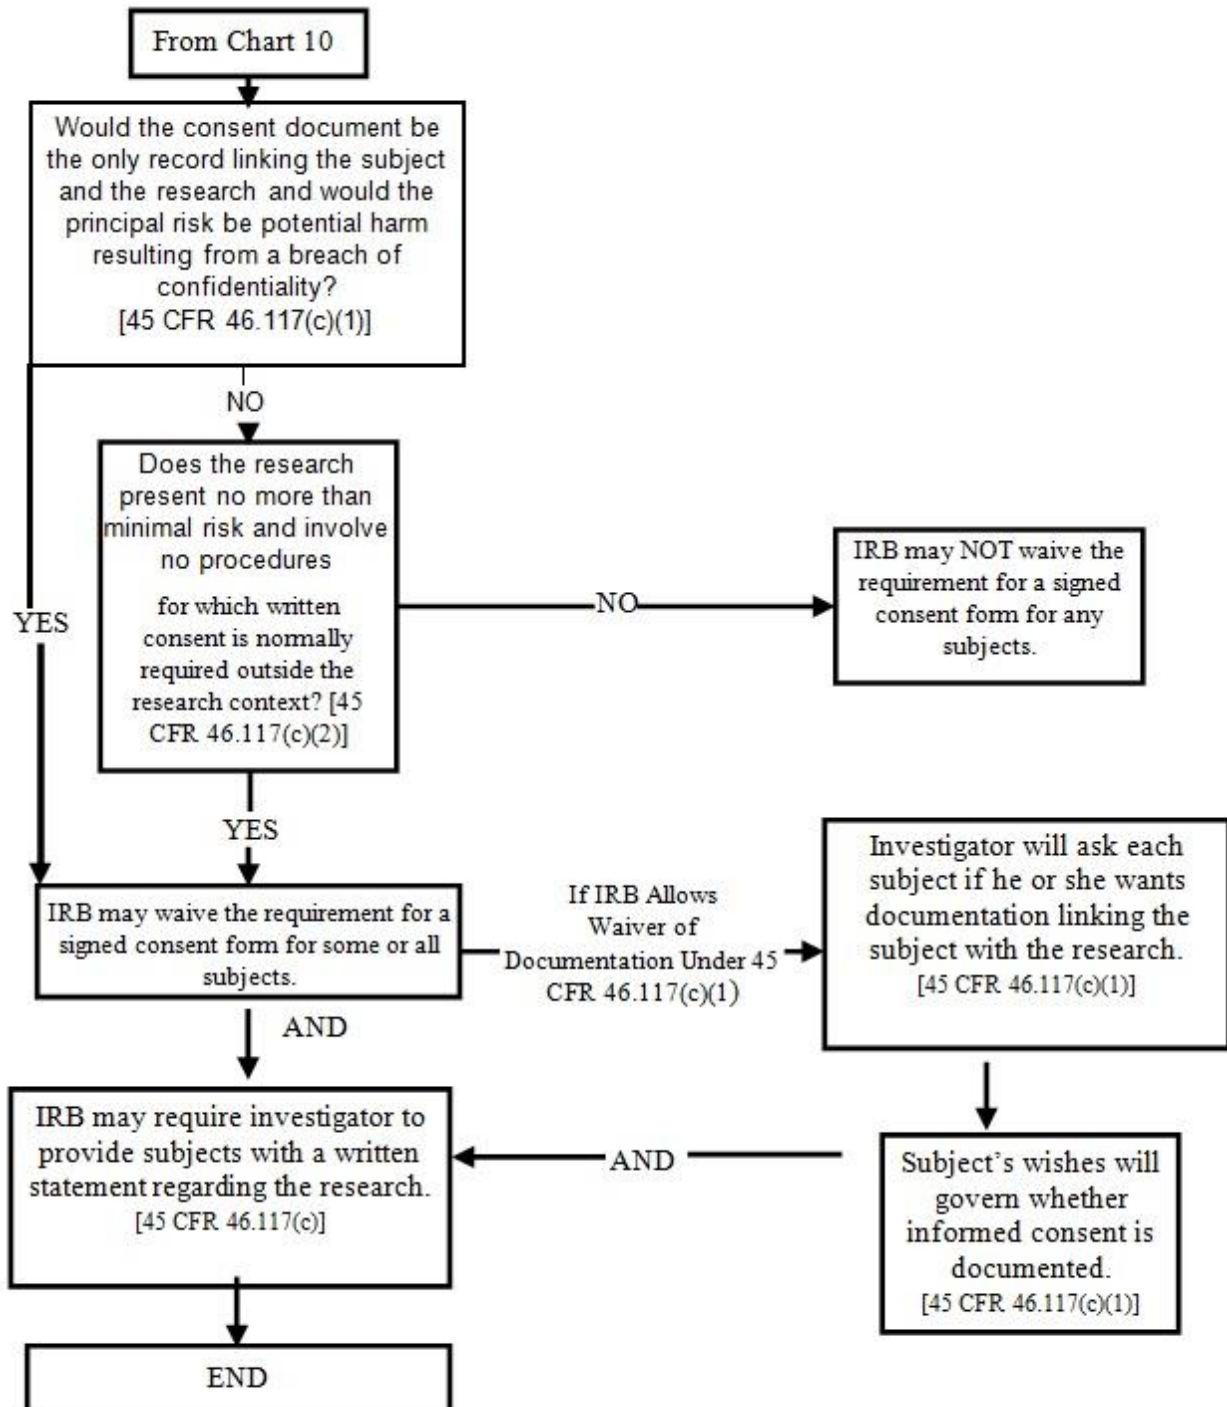 From Chart 10
Would the consent document be
the only record linking the subject
and the research and would the
principal risk be potential harm
resulting from a breach of
confidentiality?
[45 CFR 46.117(c)(1)]
NO
Does the research
present no more than
minimal risk and involve
no procedures
for which written
consent is normally
required outside the
research context? [45
CFR 46.117(c)(2)]
NO
IRB may NOT waive the
requirement for a signed
consent form for any
subjects.
YES
YES
IRB may waive the requirement for a
signed consent form for some or all
subjects.
If IRB Allows
Waiver of
Documentation Under 45
CFR 46.117(c)(1)
Investigator will ask each
subject if he or she wants
documentation linking the
subject with the research.
[45 CFR 46.117(c)(1)]
AND
IRB may require investigator to
provide subjects with a written
statement regarding the research.
[45 CFR 46.117(c)]
AND
Subject’s wishes will
govern whether
informed consent is
documented.
[45 CFR 46.117(c)(1)]
END